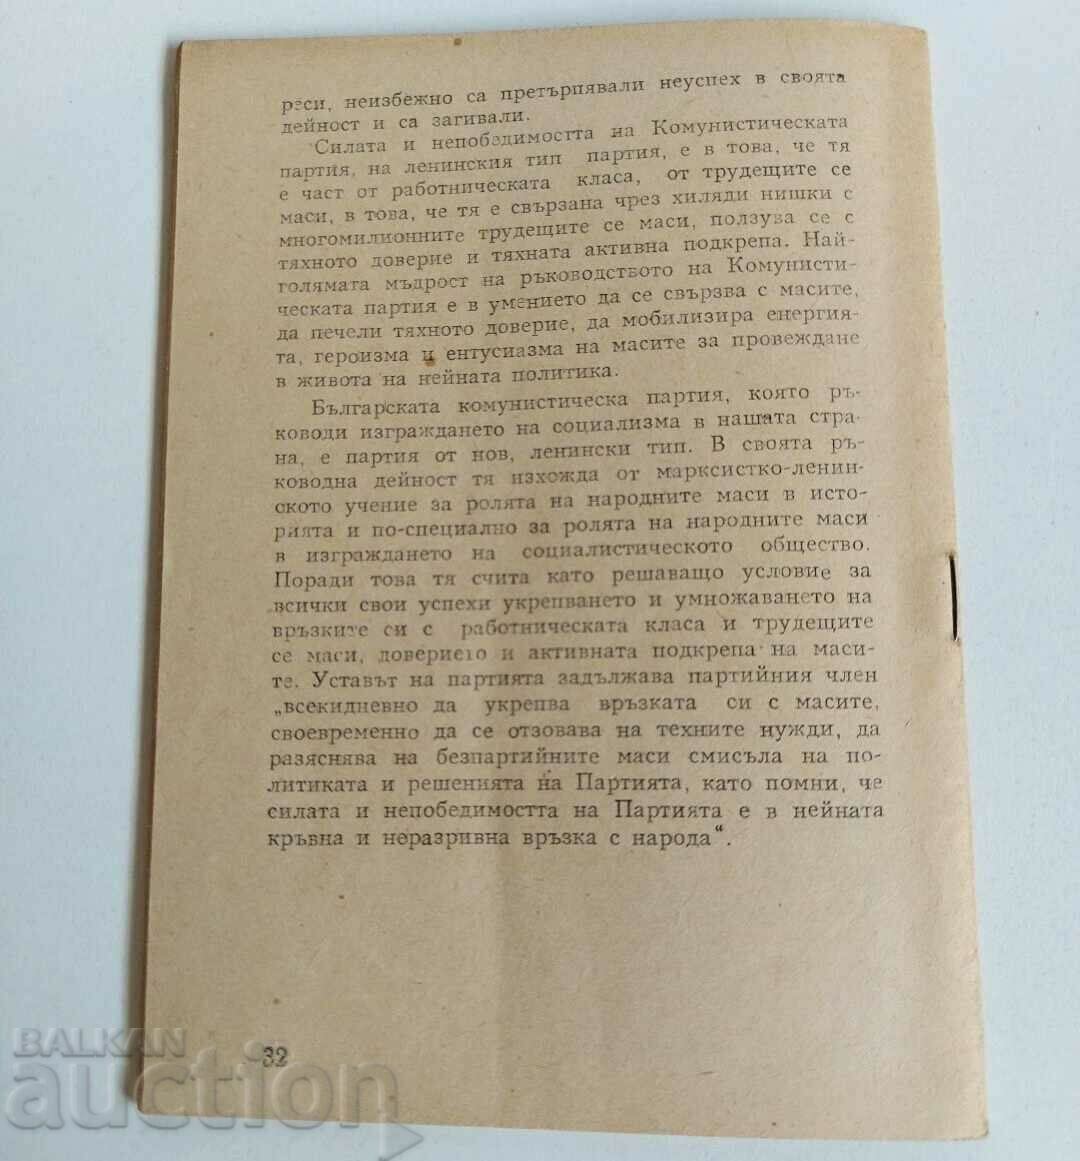 реси, неизбежно са претърпявали неуспех в своята
дейност и са загивали.
Силата и непобедимостта на Комунистическата
партия, на ленинския тип партия, е в това, че тя
е част от работническата класа, от трудещите се
маси, в това, че тя е свързана чрез хиляди нишки с
многомилионните трудещите се маси, ползува се с
тяхното доверие и тяхната активна подкрепа. Най-
голямата мъдрост на ръководството на Комунисти-
ческата партия е в умението да се свързва с масите,
да печели тяхното доверие, да мобилизира енергия-
та, героизма и ентусиазма на масите за провеждане
в живота на нейната политика.
Българската комунистическа партия, която ръ-
ководи изграждането на социализма в нашата стра-
на, е партия от нов, ленински тип. В своята ръ-
ководна дейност тя изхожда от марксистко-ленин-
ското учение за ролята на народните маси в исто-
рията и по-специално за ролята на народните маси
в изграждането на социалистическото общество.
Поради това тя счита като решаващо условие за
всички свои успехи укрепването и умножаването на
връзките си с работническата класа и трудещите
се маси, доверието и активната подкрепа на маси-
те. Уставът на партията задължава партийния член
„всекидневно да укрепва връзката си с масите,
своевременно да се отзовава на техните нужди, да
разяснява на безпартийните маси смисъла на по-
литиката и решенията на Партията, като помни, че
силата и непобедимостта на Партията е в нейната
кръвна и неразривна връзка с народа“.
32
BALKAN
auction